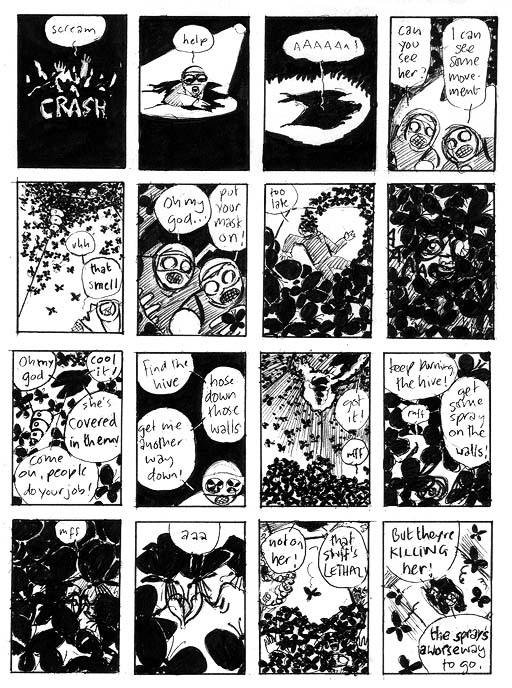 scream
CRASH
help
AAAAAA!
can
you
see
her?
I can
see
some
move-
ment
uhh
that
smell
Oh my
god...
put
your
mask
on!
too
late
Oh my
god
cool
it!
she's
covered
in them
come
on, people
do your job!
find the
hive
hose
down
those
walls
get me
another
way
down!
got
it!
mff
keep burning
the hive!
mff
get
some
spray
on the
walls!
mff
aaa
not on
her!
that
stuff's
LETHAL!
But they're
KILLING
her!
the sprays
a worse way
to go.